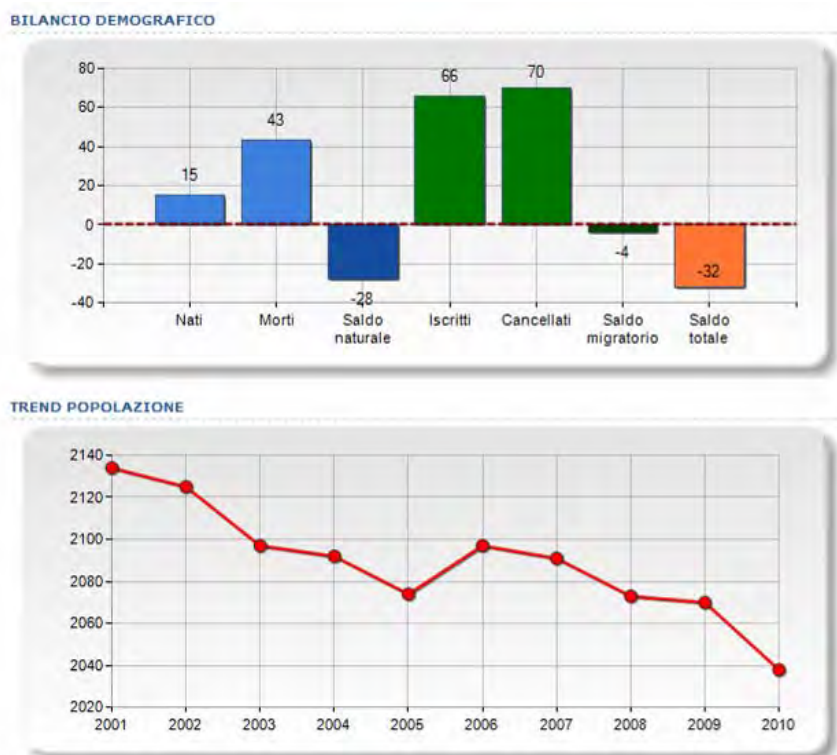 BILANCIO DEMOGRAFICO
80
60
40
20
0
-20
-40
15
43
-28
66
70
-4
-32
Nati
Morti
Saldo
naturale
Iscritti
Cancellati
Saldo
migratorio
Saldo
totale
TREND POPOLAZIONE
2140
2120
2100
2080
2060
2040
2020
2001 2002 2003 2004 2005 2006 2007 2008 2009 2010